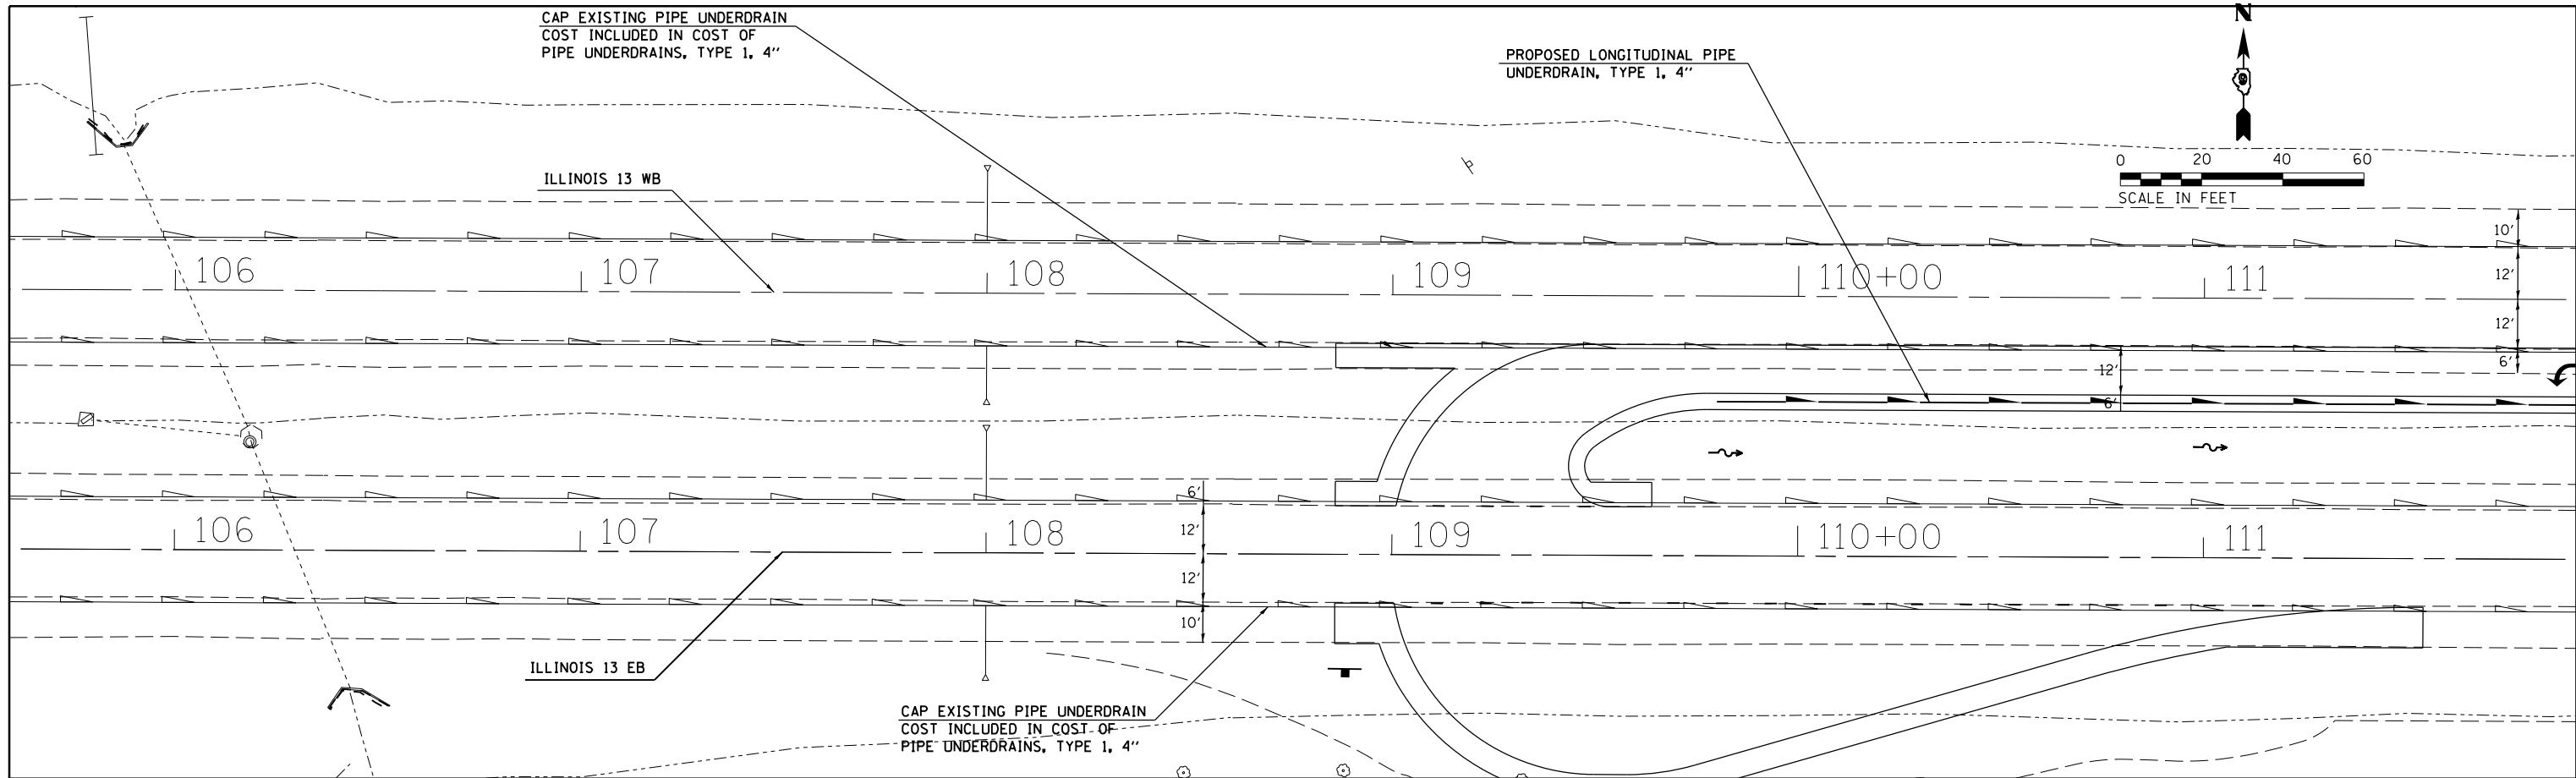 CAP EXISTING PIPE UNDERDRAIN
COST INCLUDED IN COST OF
PIPE UNDERDRAINS, TYPE 1, 4''
PROPOSED LONGITUDINAL PIPE
UNDERDRAIN, TYPE 1, 4''
N
0 20 40 60
SCALE IN FEET
ILLINOIS 13 WB
10'
106 107 108 109 110+00 111
12'
12'
6'
12'
6'
6'
106 107 108 109 110+00 111
12'
12'
10'
ILLINOIS 13 EB
CAP EXISTING PIPE UNDERDRAIN
COST INCLUDED IN COST OF
PIPE UNDERDRAINS, TYPE 1, 4''